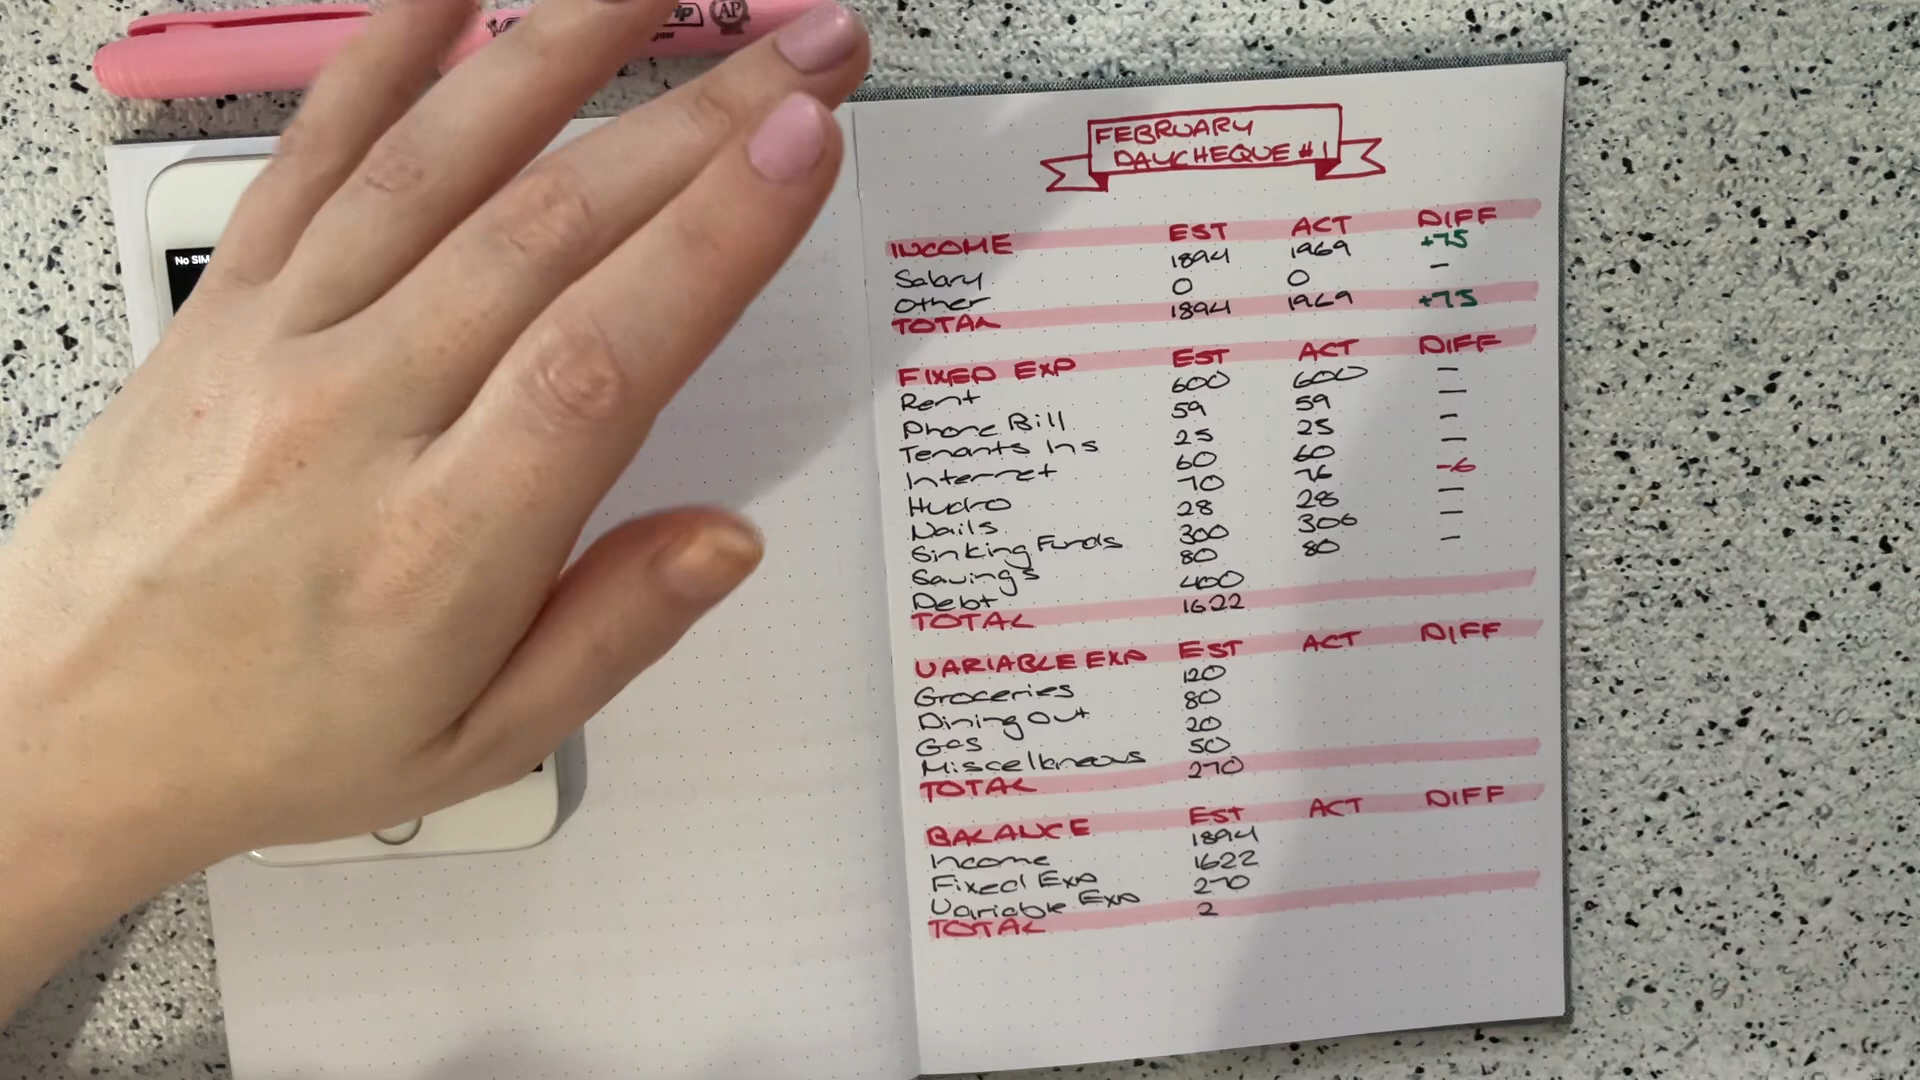 AP
No SIM
FEBRUARY
PAYCHEQUE #1
INCOME EST ACT DIFF
Salary 1894 1969 +75
Other 0 0 –
TOTAL 1894 1969 +75
FIXED EXP EST ACT DIFF
Rent 600 600 –
Phone Bill 59 59 –
Tenants Ins 25 25 –
Internet 60 60 –
Hydro 70 76 -6
Nails 28 28 –
Sinking Funds 300 300 –
Savings 80 80 –
Debt 400
TOTAL 1622
VARIABLE EXP EST ACT DIFF
Groceries 120
Dining Out 80
Gas 20
Miscellaneous 50
TOTAL 270
BALANCE EST ACT DIFF
Income 1894
Fixed Exp 1622
Variable Exp 270
TOTAL 2